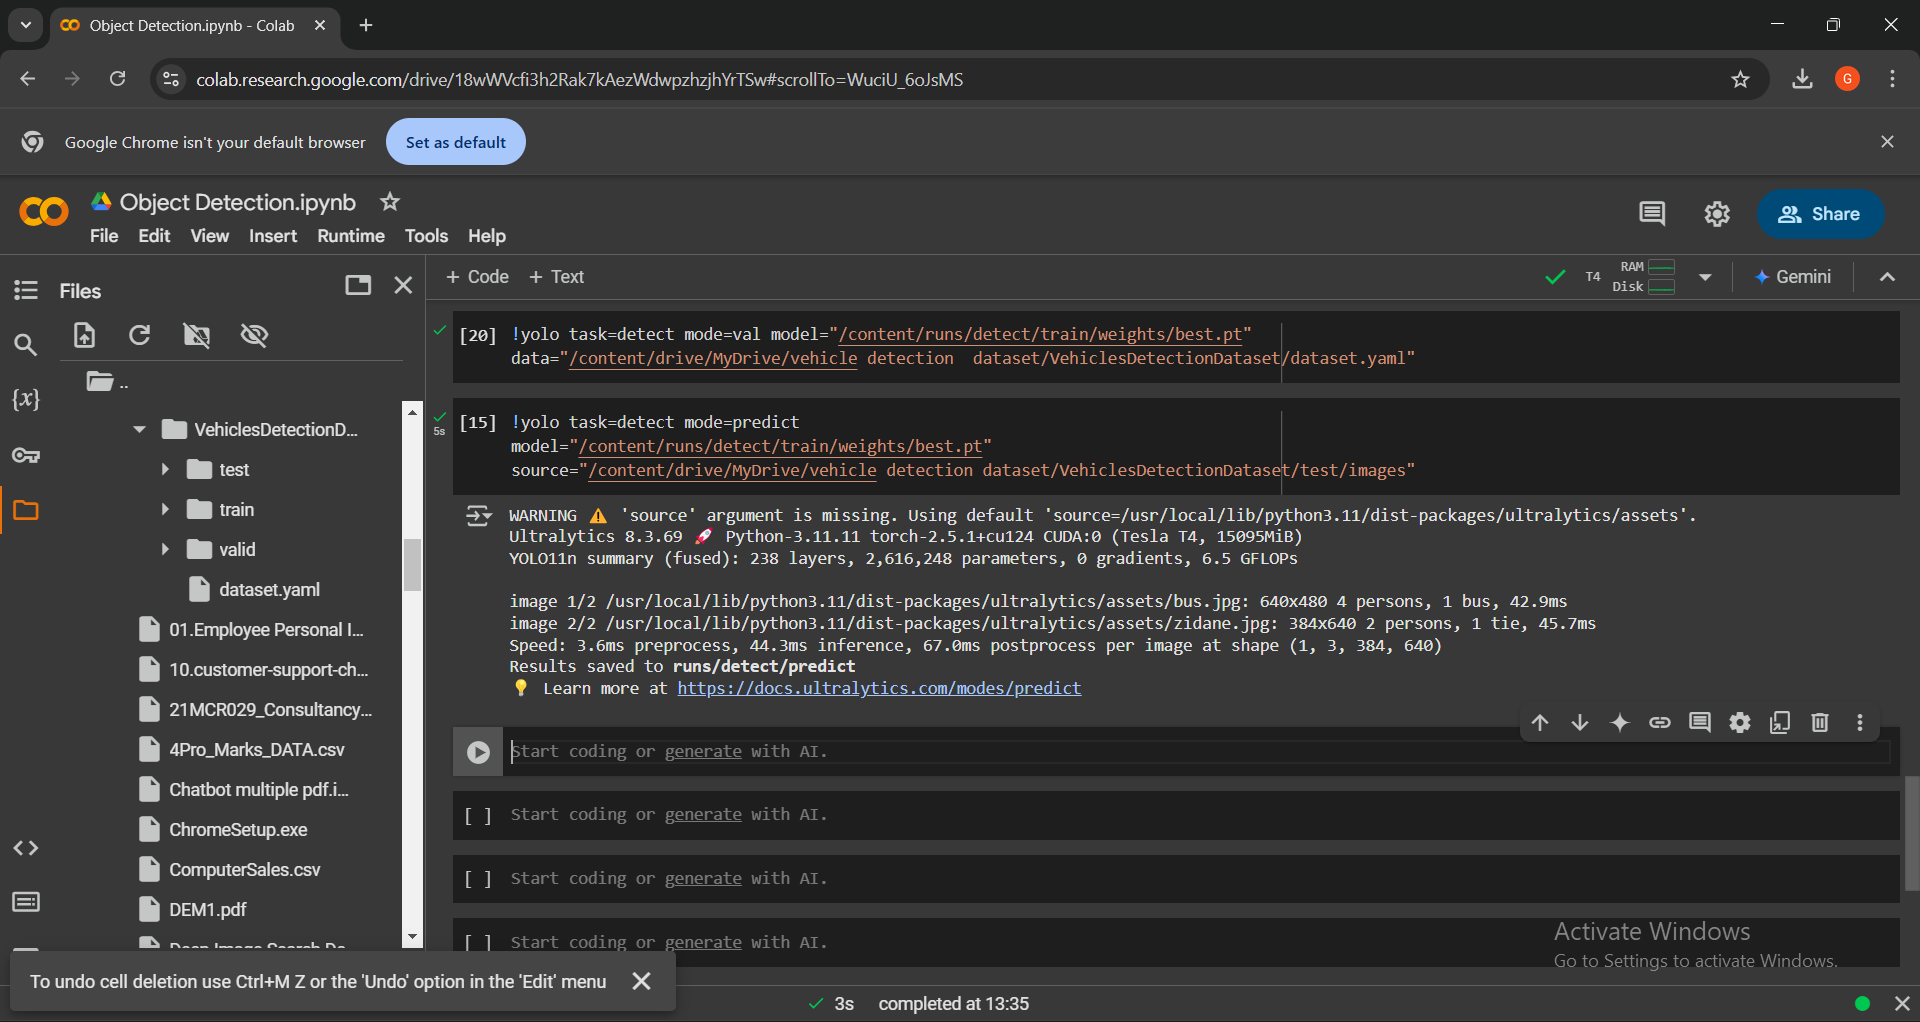 Object Detection.ipynb - Colab
colab.research.google.com/drive/18wWVcfi3h2Rak7kAezWdwpzhzjhYrTSw#scrollTo=WuciU_6oJsMS
G
Google Chrome isn't your default browser
Set as default
Object Detection.ipynb
File Edit View Insert Runtime Tools Help
Share
Files
+ Code + Text
T4
RAM
Disk
Gemini
..
VehiclesDetectionD...
test
train
valid
dataset.yaml
01.Employee Personal I...
10.customer-support-ch...
21MCR029_Consultancy...
4Pro_Marks_DATA.csv
Chatbot multiple pdf.i...
ChromeSetup.exe
ComputerSales.csv
DEM1.pdf
{x}
[20] !yolo task=detect mode=val model="/content/runs/detect/train/weights/best.pt"
data="/content/drive/MyDrive/vehicle detection  dataset/VehiclesDetectionDataset/dataset.yaml"
5s
[15] !yolo task=detect mode=predict
model="/content/runs/detect/train/weights/best.pt"
source="/content/drive/MyDrive/vehicle detection dataset/VehiclesDetectionDataset/test/images"
WARNING ⚠️ 'source' argument is missing. Using default 'source=/usr/local/lib/python3.11/dist-packages/ultralytics/assets'.
Ultralytics 8.3.69 🚀 Python-3.11.11 torch-2.5.1+cu124 CUDA:0 (Tesla T4, 15095MiB)
YOLO11n summary (fused): 238 layers, 2,616,248 parameters, 0 gradients, 6.5 GFLOPs
image 1/2 /usr/local/lib/python3.11/dist-packages/ultralytics/assets/bus.jpg: 640x480 4 persons, 1 bus, 42.9ms
image 2/2 /usr/local/lib/python3.11/dist-packages/ultralytics/assets/zidane.jpg: 384x640 2 persons, 1 tie, 45.7ms
Speed: 3.6ms preprocess, 44.3ms inference, 67.0ms postprocess per image at shape (1, 3, 384, 640)
Results saved to runs/detect/predict
💡 Learn more at https://docs.ultralytics.com/modes/predict
Start coding or generate with AI.
[ ] Start coding or generate with AI.
[ ] Start coding or generate with AI.
[ ] Start coding or generate with AI.
Activate Windows
Go to Settings to activate Windows.
To undo cell deletion use Ctrl+M Z or the 'Undo' option in the 'Edit' menu
3s completed at 13:35